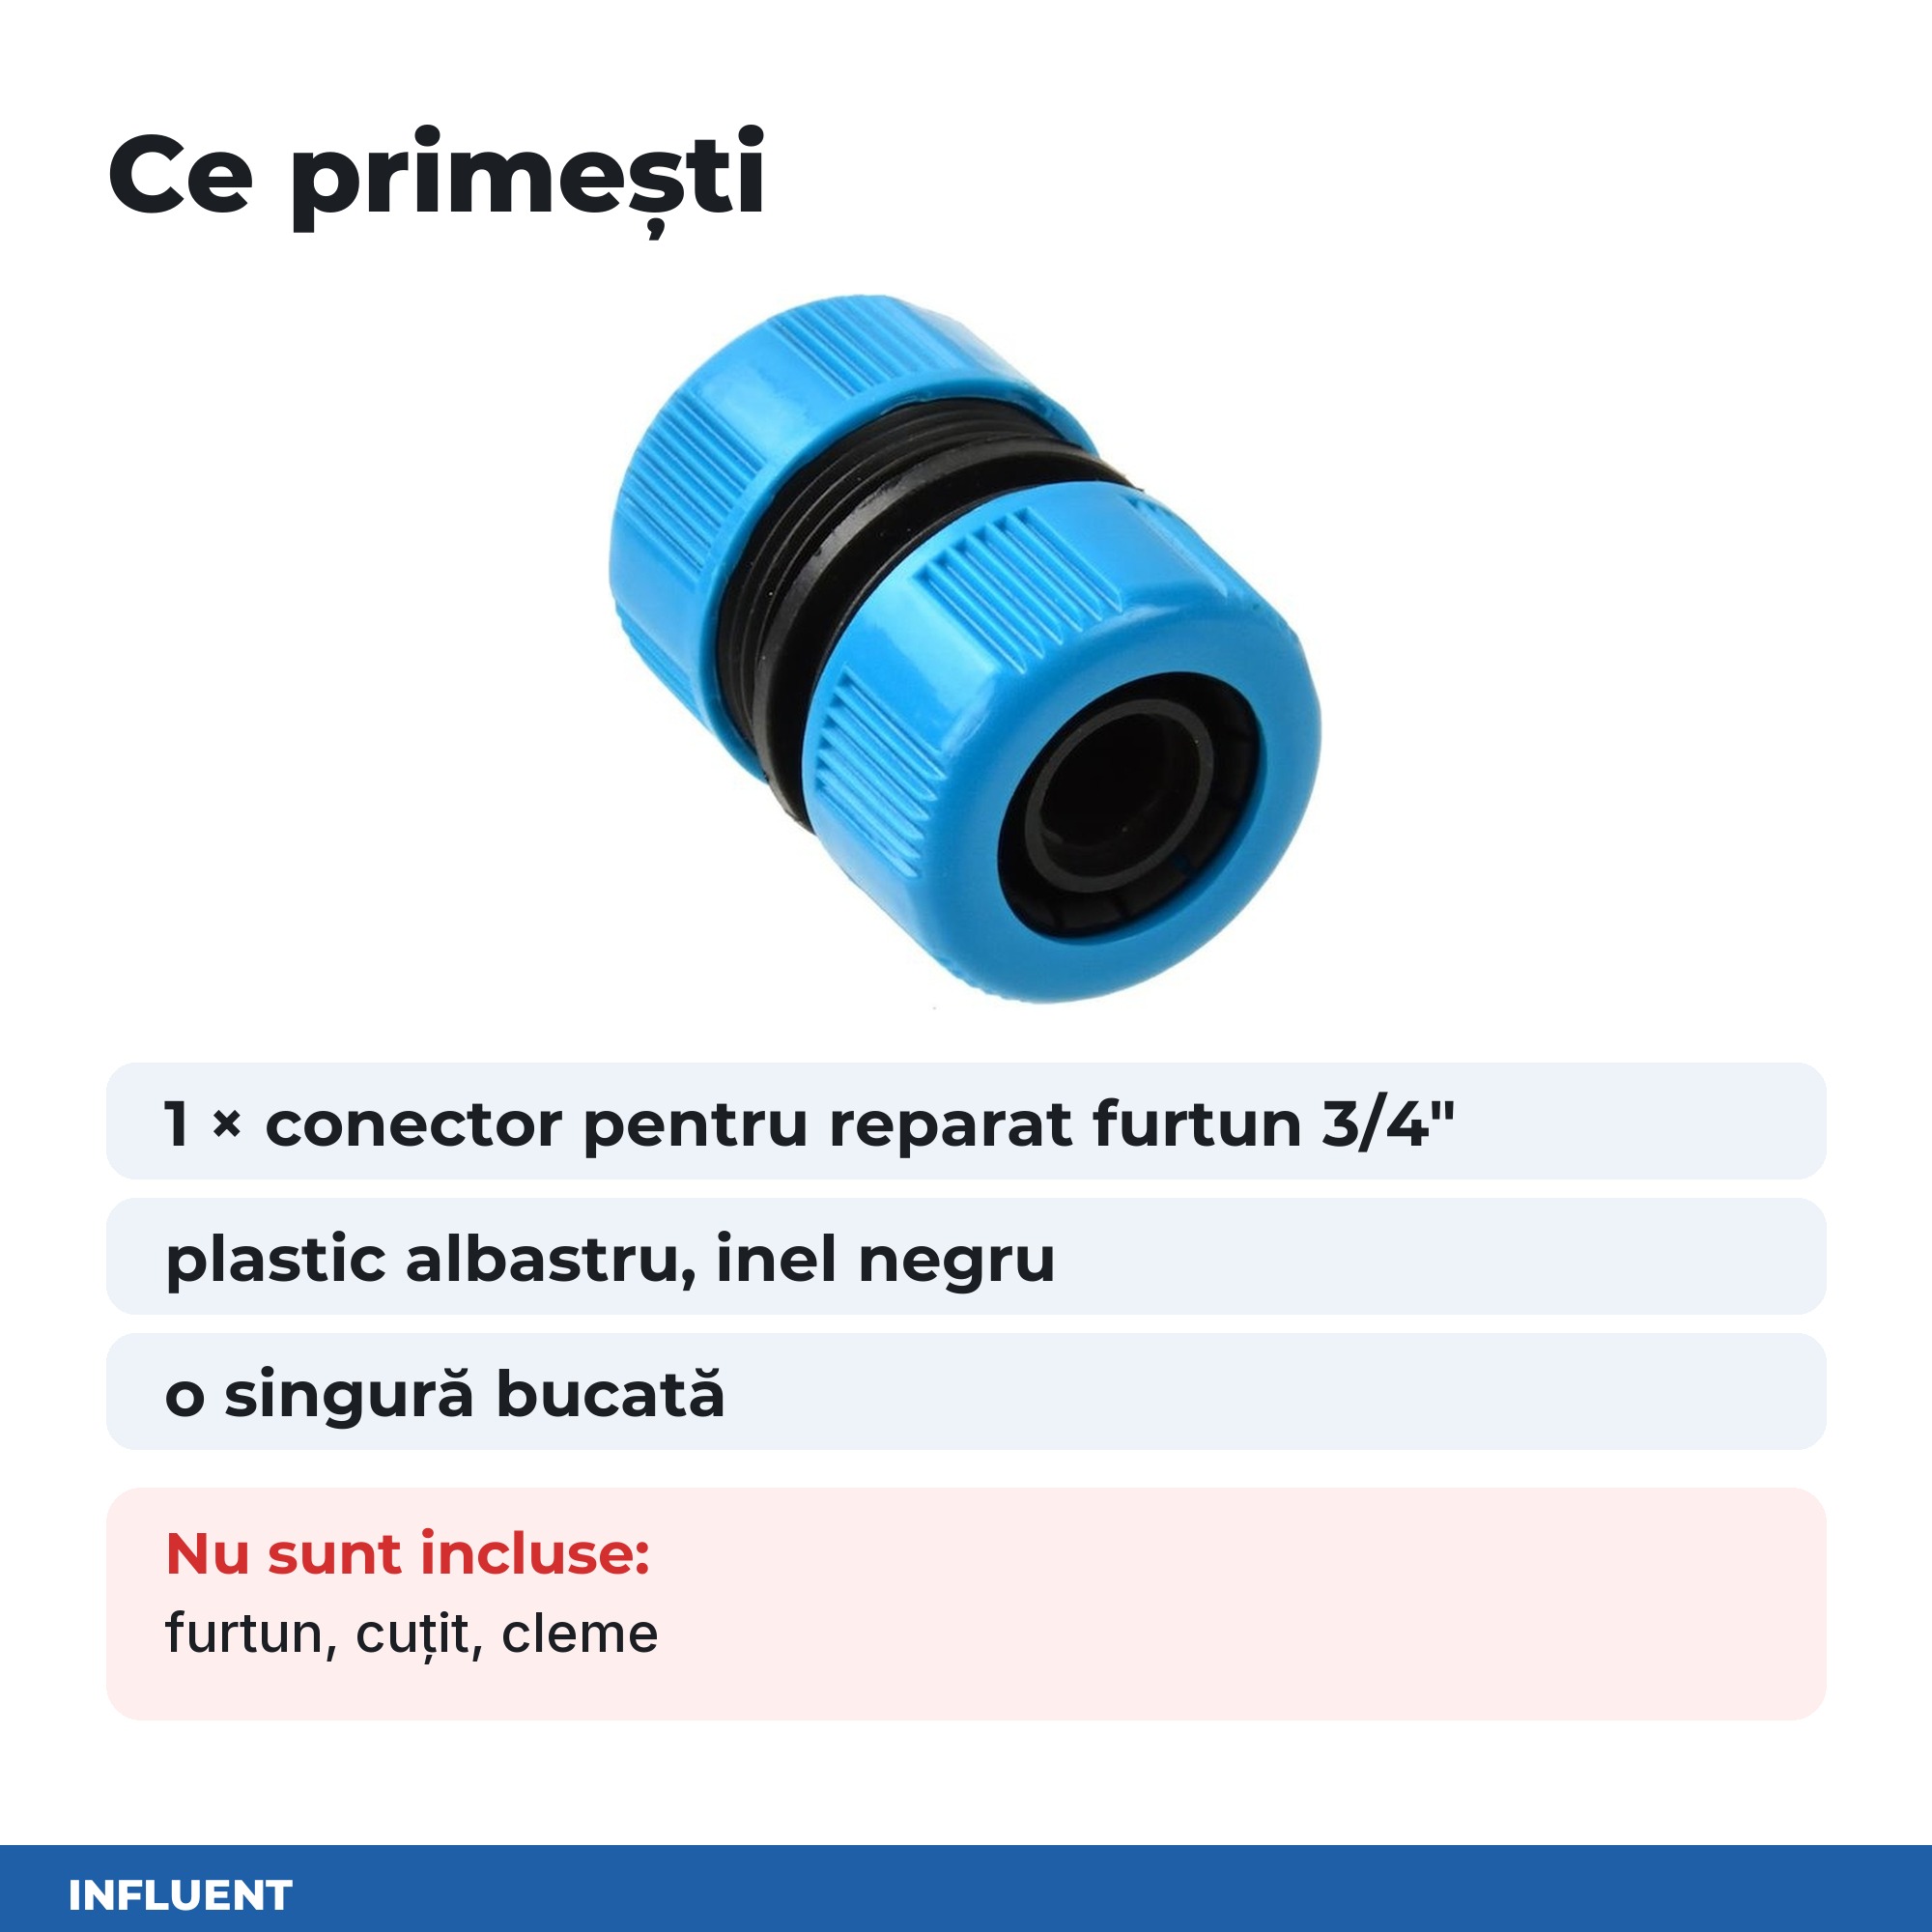 Ce primești
1 × conector pentru reparat furtun 3/4"
plastic albastru, inel negru
o singură bucată
Nu sunt incluse:
furtun, cuțit, cleme
INFLUENT